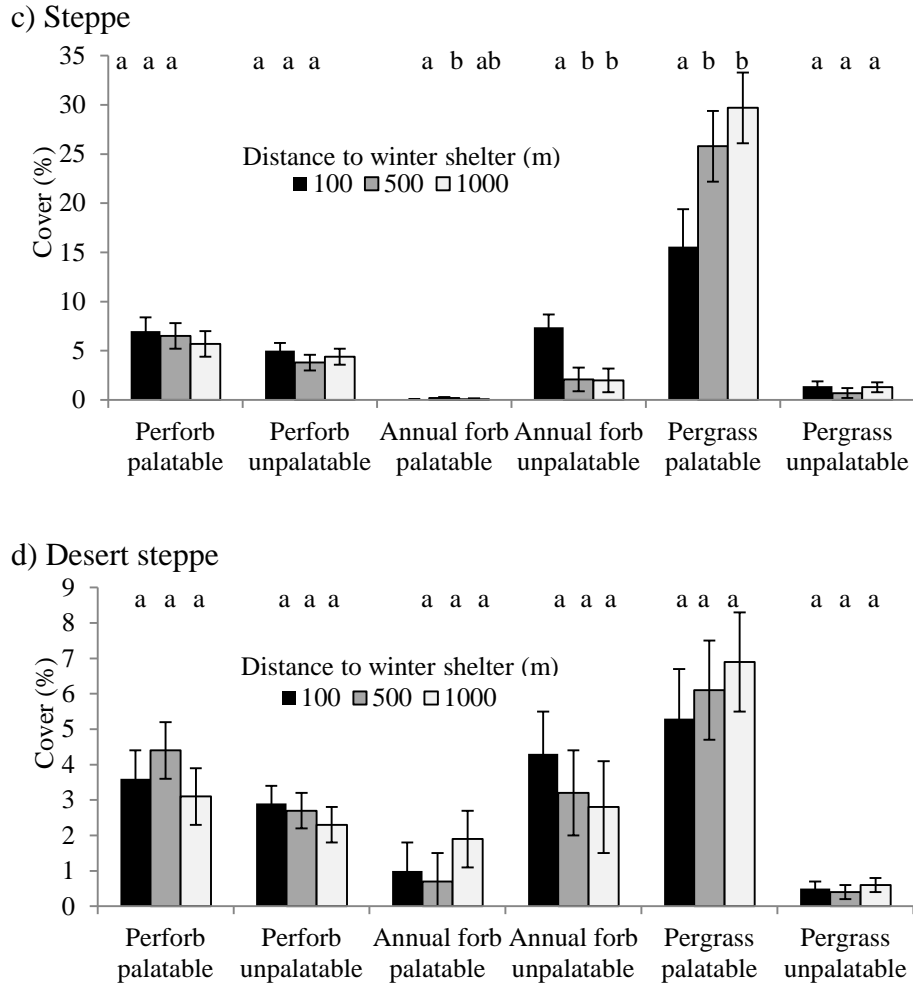 c) Steppe
a a a a a a a b ab a b b a b b a a a
35
30
25
20
15
10
5
0
Cover (%)
Distance to winter shelter (m)
100 500 1000
Perforb Perforb Annual forb Annual forb Pergrass Pergrass
palatable unpalatable palatable unpalatable palatable unpalatable
d) Desert steppe
a a a a a a a a a a a a a a a a a a
9
8
7
6
5
4
3
2
1
0
Cover (%)
Distance to winter shelter (m)
100 500 1000
Perforb Perforb Annual forb Annual forb Pergrass Pergrass
palatable unpalatable palatable unpalatable palatable unpalatable